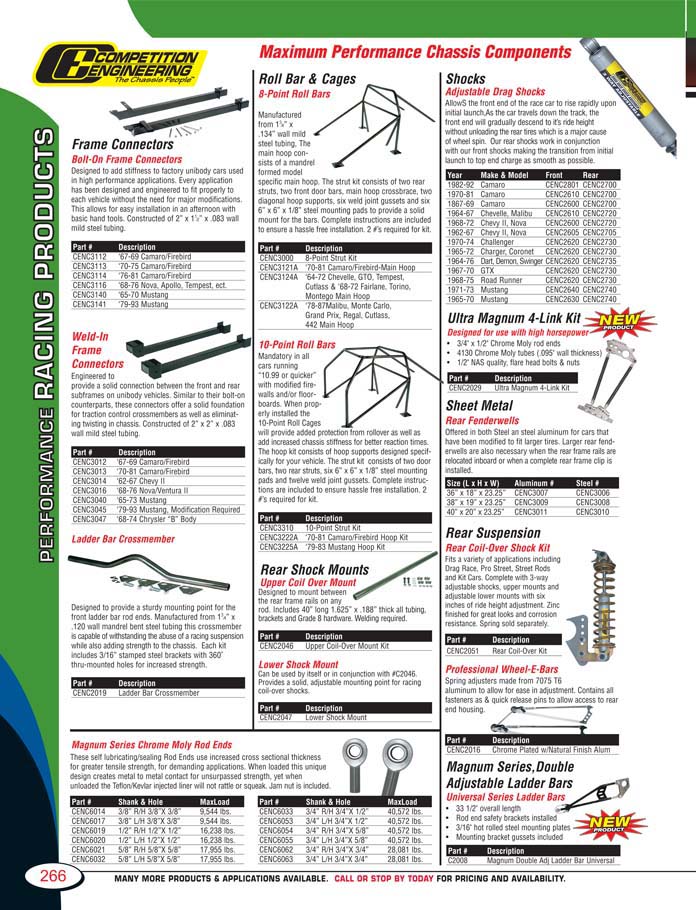 COMPETITION
ENGINEERING
The Chassis People™
Maximum Performance Chassis Components
PERFORMANCE RACING PRODUCTS
Frame Connectors
Bolt-On Frame Connectors
Designed to add stiffness to factory unibody cars used
in high performance applications. Every application
has been designed and engineered to fit properly to
each vehicle without the need for major modifications.
This allows for easy installation in an afternoon with
basic hand tools. Constructed of 2" x 1½" x .083 wall
mild steel tubing.
Part # Description
CENC3112 '67-69 Camaro/Firebird
CENC3113 '70-75 Camaro/Firebird
CENC3114 '76-81 Camaro/Firebird
CENC3116 '68-76 Nova, Apollo, Tempest, ect.
CENC3140 '65-70 Mustang
CENC3141 '79-93 Mustang
Weld-In
Frame
Connectors
Engineered to
provide a solid connection between the front and rear
subframes on unibody vehicles. Similar to their bolt-on
counterparts, these connectors offer a solid foundation
for traction control crossmembers as well as eliminat-
ing twisting in chassis. Constructed of 2" x 2" x .083
wall mild steel tubing.
Part # Description
CENC3012 '67-69 Camaro/Firebird
CENC3013 '70-81 Camaro/Firebird
CENC3014 '62-67 Chevy II
CENC3016 '68-76 Nova/Ventura II
CENC3040 '65-73 Mustang
CENC3045 '79-93 Mustang, Modification Required
CENC3047 '68-74 Chrysler "B" Body
Ladder Bar Crossmember
Designed to provide a sturdy mounting point for the
front ladder bar rod ends. Manufactured from 1¾" x
.120 wall mandrel bent steel tubing this crossmember
is capable of withstanding the abuse of a racing suspension
while also adding strength to the chassis. Each kit
includes 3/16" stamped steel brackets with 360°
thru-mounted holes for increased strength.
Part # Description
CENC2019 Ladder Bar Crossmember
Roll Bar & Cages
8-Point Roll Bars
Manufactured
from 1¾" x
.134" wall mild
steel tubing, The
main hoop con-
sists of a mandrel
formed model
specific main hoop. The strut kit consists of two rear
struts, two front door bars, main hoop crossbrace, two
diagonal hoop supports, six weld joint gussets and six
6" x 6" x 1/8" steel mounting pads to provide a solid
mount for the bars. Complete instructions are included
to ensure a hassle free installation. 2 #'s required for kit.
Part # Description
CENC3000 8-Point Strut Kit
CENC3121A '70-81 Camaro/Firebird-Main Hoop
CENC3124A '64-72 Chevelle, GTO, Tempest,
Cutlass & '68-72 Fairlane, Torino,
Montego Main Hoop
CENC3122A '78-87Malibu, Monte Carlo,
Grand Prix, Regal, Cutlass,
442 Main Hoop
10-Point Roll Bars
Mandatory in all
cars running
"10.99 or quicker"
with modified fire-
walls and/or floor-
boards. When prop-
erly installed the
10-Point Roll Cages
will provide added protection from rollover as well as
add increased chassis stiffness for better reaction times.
The hoop kit consists of hoop supports designed specif-
ically for your vehicle. The strut kit consists of two door
bars, two rear struts, six 6" x 6" x 1/8" steel mounting
pads and twelve weld joint gussets. Complete instruc-
tions are included to ensure hassle free installation. 2
#'s required for kit.
Part # Description
CENC3310 10-Point Strut Kit
CENC3222A '70-81 Camaro/Firebird Hoop Kit
CENC3225A '79-83 Mustang Hoop Kit
Rear Shock Mounts
Upper Coil Over Mount
Designed to mount between
the rear frame rails on any
rod. Includes 40" long 1.625" x .188" thick all tubing,
brackets and Grade 8 hardware. Welding required.
Part # Description
CENC2046 Upper Coil-Over Mount Kit
Lower Shock Mount
Can be used by itself or in conjunction with #C2046.
Provides a solid, adjustable mounting point for racing
coil-over shocks.
Part # Description
CENC2047 Lower Shock Mount
Shocks
Adjustable Drag Shocks
AllowS the front end of the race car to rise rapidly upon
initial launch,As the car travels down the track, the
front end will gradually descend to it's ride height
without unloading the rear tires which is a major cause
of wheel spin. Our rear shocks work in conjunction
with our front shocks making the transition from initial
launch to top end charge as smooth as possible.
Year Make & Model Front Rear
1982-92 Camaro CENC2801 CENC2700
1970-81 Camaro CENC2610 CENC2700
1867-69 Camaro CENC2600 CENC2700
1964-67 Chevelle, Malibu CENC2610 CENC2720
1968-72 Chevy II, Nova CENC2600 CENC2700
1962-67 Chevy II, Nova CENC2605 CENC2705
1970-74 Challenger CENC2620 CENC2730
1965-72 Charger, Coronet CENC2620 CENC2730
1964-76 Dart, Demon, Swinger CENC2620 CENC2735
1967-70 GTX CENC2620 CENC2730
1968-75 Road Runner CENC2620 CENC2730
1971-73 Mustang CENC2640 CENC2740
1965-70 Mustang CENC2630 CENC2740
Ultra Magnum 4-Link Kit
NEW
PRODUCT
Designed for use with high horsepower
• 3/4' x 1/2' Chrome Moly rod ends
• 4130 Chrome Moly tubes (.095' wall thickness)
• 1/2" NAS quality, flare head bolts & nuts
Part # Description
CENC2029 Ultra Magnum 4-Link Kit
Sheet Metal
Rear Fenderwells
Offered in both Steel an steel aluminum for cars that
have been modified to fit larger tires. Larger rear fend-
erwells are also necessary when the rear frame rails are
relocated inboard or when a complete rear frame clip is
installed.
Size (L x H x W) Aluminum # Steel #
36" x 18" x 23.25" CENC3007 CENC3006
38" x 19" x 23.25" CENC3009 CENC3008
40" x 20" x 23.25" CENC3011 CENC3010
Rear Suspension
Rear Coil-Over Shock Kit
Fits a variety of applications including
Drag Race, Pro Street, Street Rods
and Kit Cars. Complete with 3-way
adjustable shocks, upper mounts and
adjustable lower mounts with six
inches of ride height adjustment. Zinc
finished for great looks and corrosion
resistance. Spring sold separately.
Part # Description
CENC2051 Rear Coil-Over Kit
Professional Wheel-E-Bars
Spring adjusters made from 7075 T6
aluminum to allow for ease in adjustment. Contains all
fasteners as & quick release pins to allow access to rear
end housing.
Part # Description
CENC2016 Chrome Plated w/Natural Finish Alum
Magnum Series,Double
Adjustable Ladder Bars
Universal Series Ladder Bars
• 33 1/2' overall length
• Rod end safety brackets installed
• 3/16' hot rolled steel mounting plates
• Mounting bracket gussets included
NEW
PRODUCT
Part # Description
C2008 Magnum Double Adj Ladder Bar Universal
Magnum Series Chrome Moly Rod Ends
These self lubricating/sealing Rod Ends use increased cross sectional thickness
for greater tensile strength, for demanding applications. When loaded this unique
design creates metal to metal contact for unsurpassed strength, yet when
unloaded the Teflon/Kevlar injected liner will not rattle or squeak. Jam nut is included.
Part # Shank & Hole MaxLoad
CENC6014 3/8" R/H 3/8"X 3/8" 9,544 lbs.
CENC6017 3/8" L/H 3/8"X 3/8" 9,544 lbs.
CENC6019 1/2" R/H 1/2"X 1/2" 16,238 lbs.
CENC6020 1/2" L/H 1/2"X 1/2" 16,238 lbs.
CENC6021 5/8" R/H 5/8"X 5/8" 17,955 lbs.
CENC6032 5/8" L/H 5/8"X 5/8" 17,955 lbs.
Part # Shank & Hole MaxLoad
CENC6033 3/4" R/H 3/4"X 1/2" 40,572 lbs.
CENC6053 3/4" L/H 3/4"X 1/2" 40,572 lbs.
CENC6054 3/4" R/H 3/4"X 5/8" 40,572 lbs.
CENC6055 3/4" L/H 3/4"X 5/8" 40,572 lbs.
CENC6062 3/4" R/H 3/4"X 3/4" 28,081 lbs.
CENC6063 3/4" L/H 3/4"X 3/4" 28,081 lbs.
266
MANY MORE PRODUCTS & APPLICATIONS AVAILABLE. CALL OR STOP BY TODAY FOR PRICING AND AVAILABILITY.